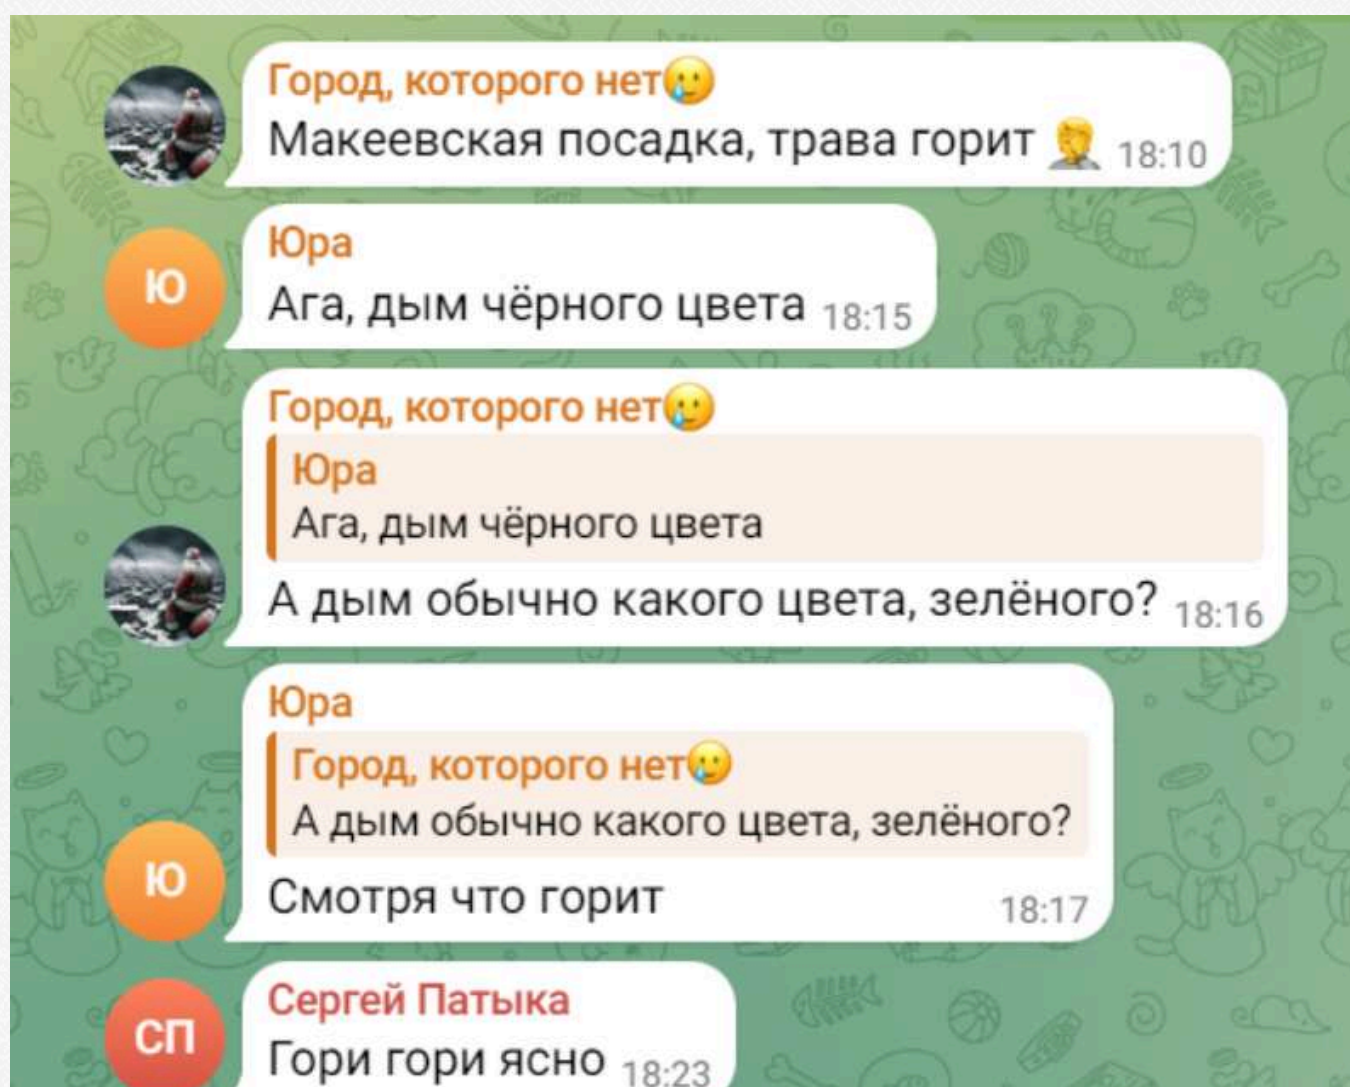 Город, которого нет🥲
Макеевская посадка, трава горит 🤦 18:10
Ю
Юра
Ага, дым чёрного цвета 18:15
Город, которого нет🥲
Юра
Ага, дым чёрного цвета
А дым обычно какого цвета, зелёного? 18:16
Юра
Город, которого нет🥲
А дым обычно какого цвета, зелёного?
Ю
Смотря что горит 18:17
Сергей Патыка
СП
Гори гори ясно 18:23